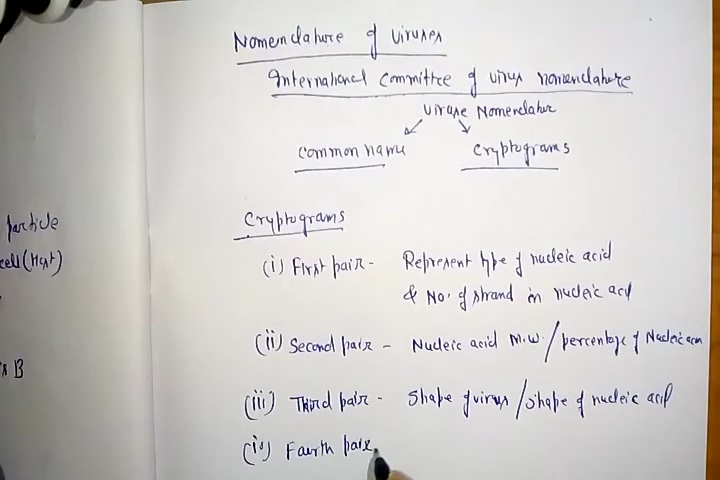 Nomenclature of viruses
International committee of virus nomenclature
Viruse Nomenclature
common name
cryptograms
particle
cell (Host)
B
Cryptograms
(i) First pair - Represent type of nucleic acid
& No. of strand in nucleic acid
(ii) Second pair - Nucleic acid M.W. / percentage of Nucleic acid
(iii) Third pair - Shape of virus / Shape of nucleic acid
(iv) Fourth pair